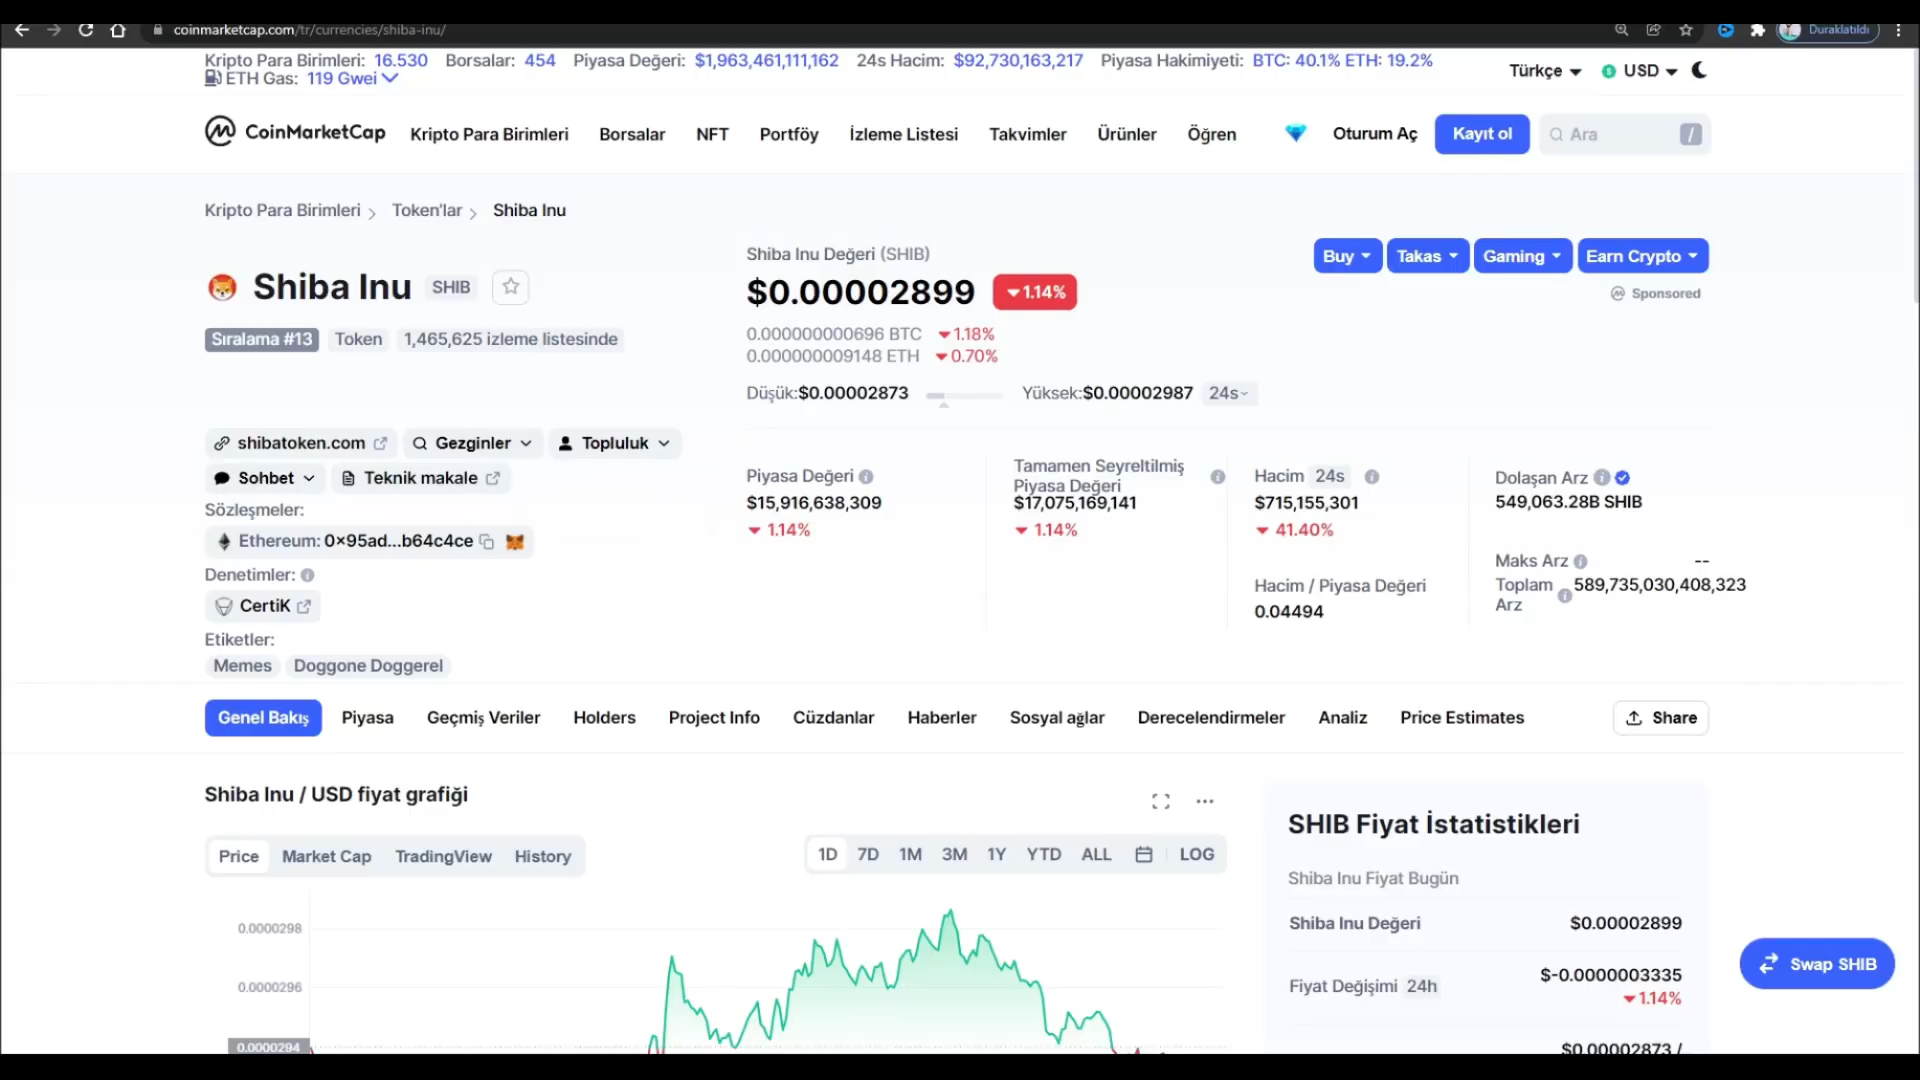 coinmarketcap.com/tr/currencies/shiba-inu/
Duraklatıldı
Kripto Para Birimleri: 16.530 Borsalar: 454 Piyasa Değeri: $1,963,461,111,162 24s Hacim: $92,730,163,217 Piyasa Hakimiyeti: BTC: 40.1% ETH: 19.2%
ETH Gas: 119 Gwei
Türkçe USD
CoinMarketCap Kripto Para Birimleri Borsalar NFT Portföy İzleme Listesi Takvimler Ürünler Öğren Oturum Aç Kayıt ol Ara /
Kripto Para Birimleri Token'lar Shiba Inu
Shiba Inu SHIB
Sıralama #13 Token 1,465,625 izleme listesinde
Shiba Inu Değeri (SHIB)
$0.00002899 1.14%
0.000000000696 BTC 1.18%
0.000000009148 ETH 0.70%
Düşük:$0.00002873 Yüksek:$0.00002987 24s
Buy Takas Gaming Earn Crypto
Sponsored
shibatoken.com Gezginler Topluluk
Sohbet Teknik makale
Sözleşmeler:
Ethereum: 0x95ad...b64c4ce
Denetimler:
CertiK
Etiketler:
Memes Doggone Doggerel
Piyasa Değeri
$15,916,638,309
1.14%
Tamamen Seyreltilmiş
Piyasa Değeri
$17,075,169,141
1.14%
Hacim 24s
$715,155,301
41.40%
Hacim / Piyasa Değeri
0.04494
Dolaşan Arz
549,063.28B SHIB
Maks Arz --
Toplam 589,735,030,408,323
Arz
Genel Bakış Piyasa Geçmiş Veriler Holders Project Info Cüzdanlar Haberler Sosyal ağlar Derecelendirmeler Analiz Price Estimates Share
Shiba Inu / USD fiyat grafiği
Price Market Cap TradingView History
1D 7D 1M 3M 1Y YTD ALL LOG
0.0000298
0.0000296
0.0000294
SHIB Fiyat İstatistikleri
Shiba Inu Fiyat Bugün
Shiba Inu Değeri $0.00002899
Fiyat Değişimi 24h $-0.0000003335
1.14%
$0.00002873 /
Swap SHIB